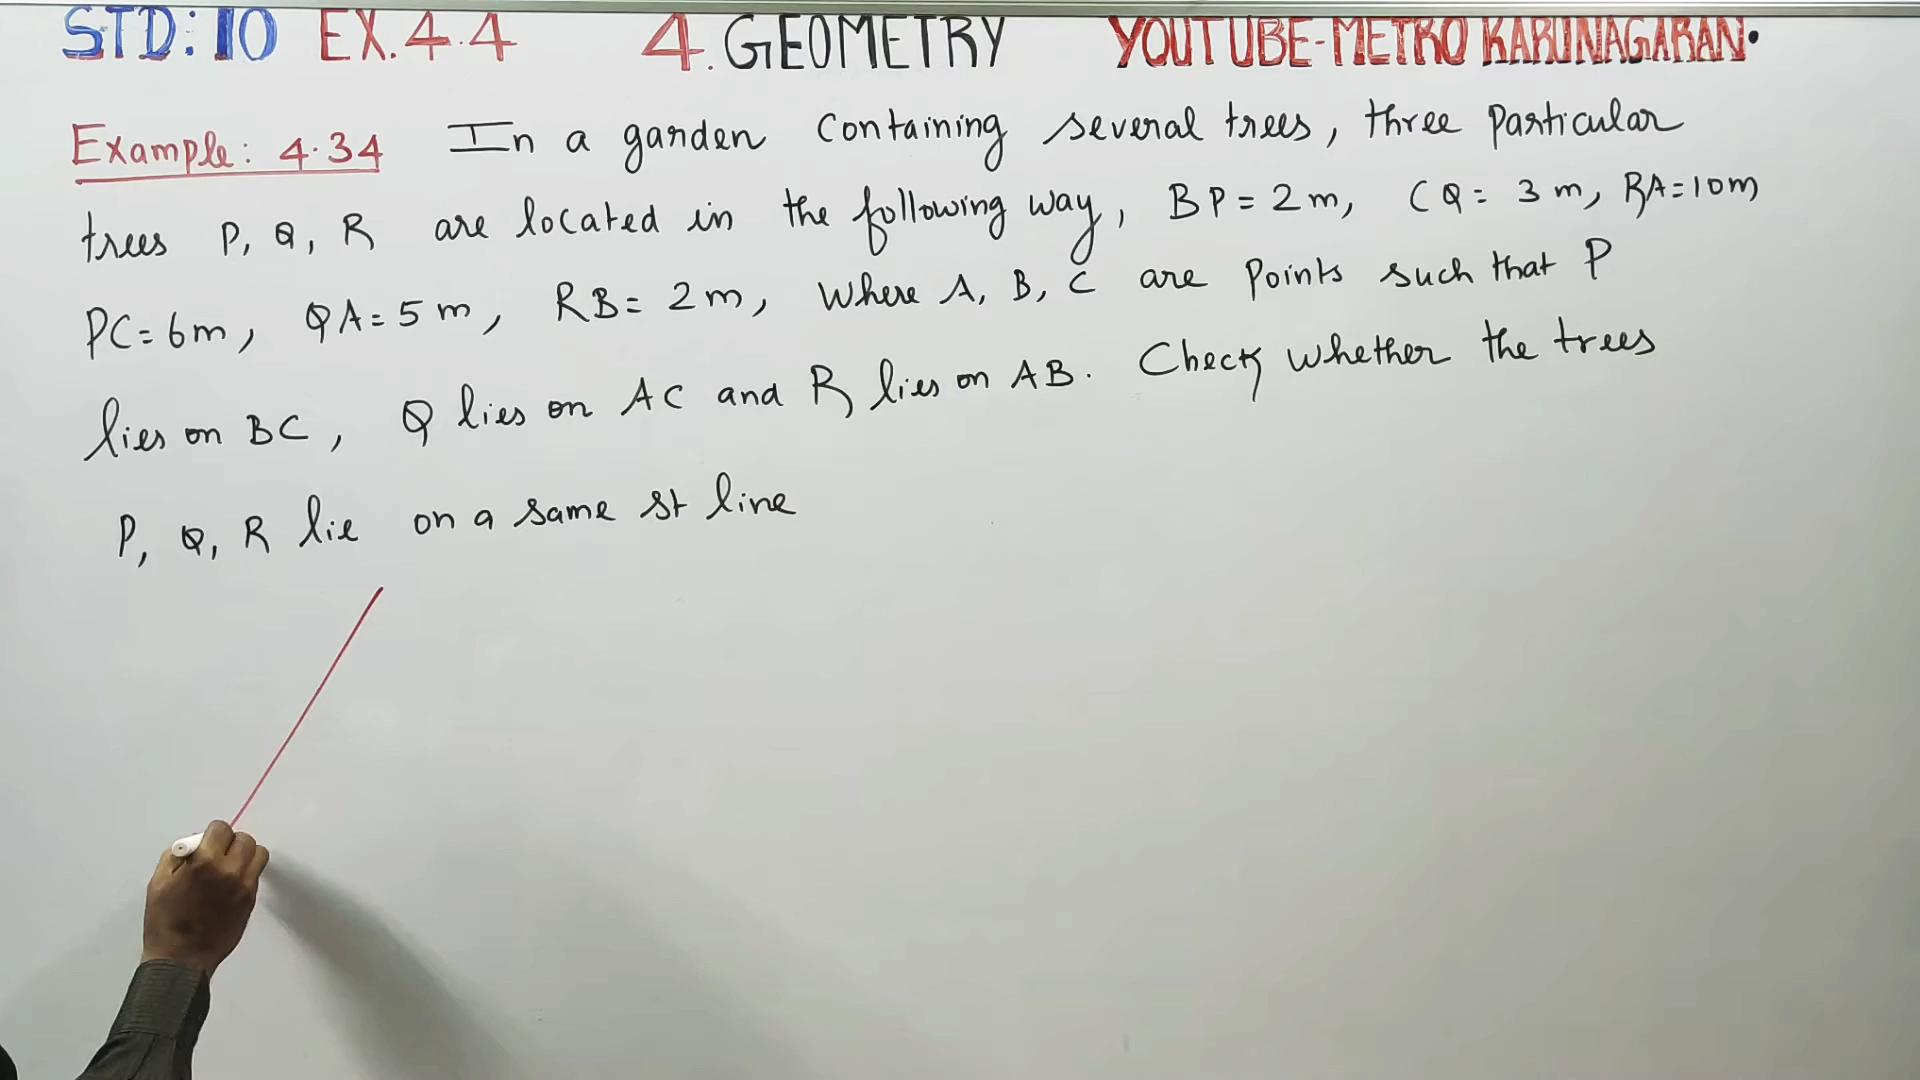 STD: 10 EX. 4.4 4. GEOMETRY YOUTUBE-METRO KARUNAGARAN.
Example: 4.34 In a garden containing several trees, three particular
trees P, Q, R are located in the following way, BP = 2 m, CQ = 3 m, RA = 10 m
PC = 6m, QA = 5 m, RB = 2 m, where A, B, C are points such that P
lies on BC, Q lies on AC and R lies on AB. Check whether the trees
P, Q, R lie on a same st line